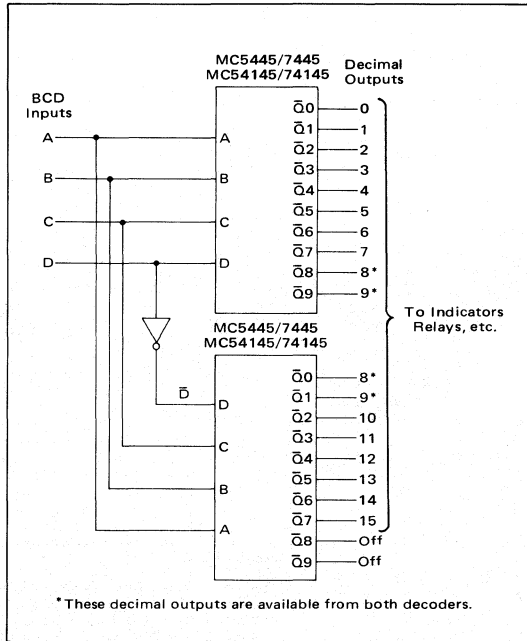 MC5445/7445
MC54145/74145
Decimal
Outputs
BCD
Inputs
A
B
C
D
A
B
C
D
Q̅0 0
Q̅1 1
Q̅2 2
Q̅3 3
Q̅4 4
Q̅5 5
Q̅6 6
Q̅7 7
Q̅8 8*
Q̅9 9*
To Indicators
Relays, etc.
MC5445/7445
MC54145/74145
D̅
D
C
B
A
Q̅0 8*
Q̅1 9*
Q̅2 10
Q̅3 11
Q̅4 12
Q̅5 13
Q̅6 14
Q̅7 15
Q̅8 Off
Q̅9 Off
*These decimal outputs are available from both decoders.